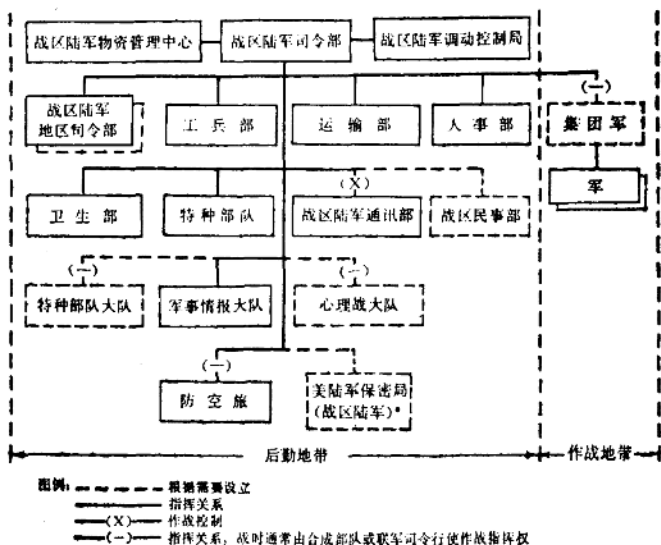 战区陆军物资管理中心
战区陆军司令部
战区陆军调动控制局
战区陆军
地区司令部
工兵部
运输部
人事部
(一)
集团军
军
卫生部
特种部队
(X)
战区陆军通讯部
战区民事部
(一)
特种部队大队
军事情报大队
(一)
心理战大队
(一)
防空旅
美陆军保密局
(战区陆军)*
后勤地带
作战地带
图例:
根据需要设立
指挥关系
(X) 作战控制
(一) 指挥关系,战时通常由合成部队或联军司令行使作战指挥权